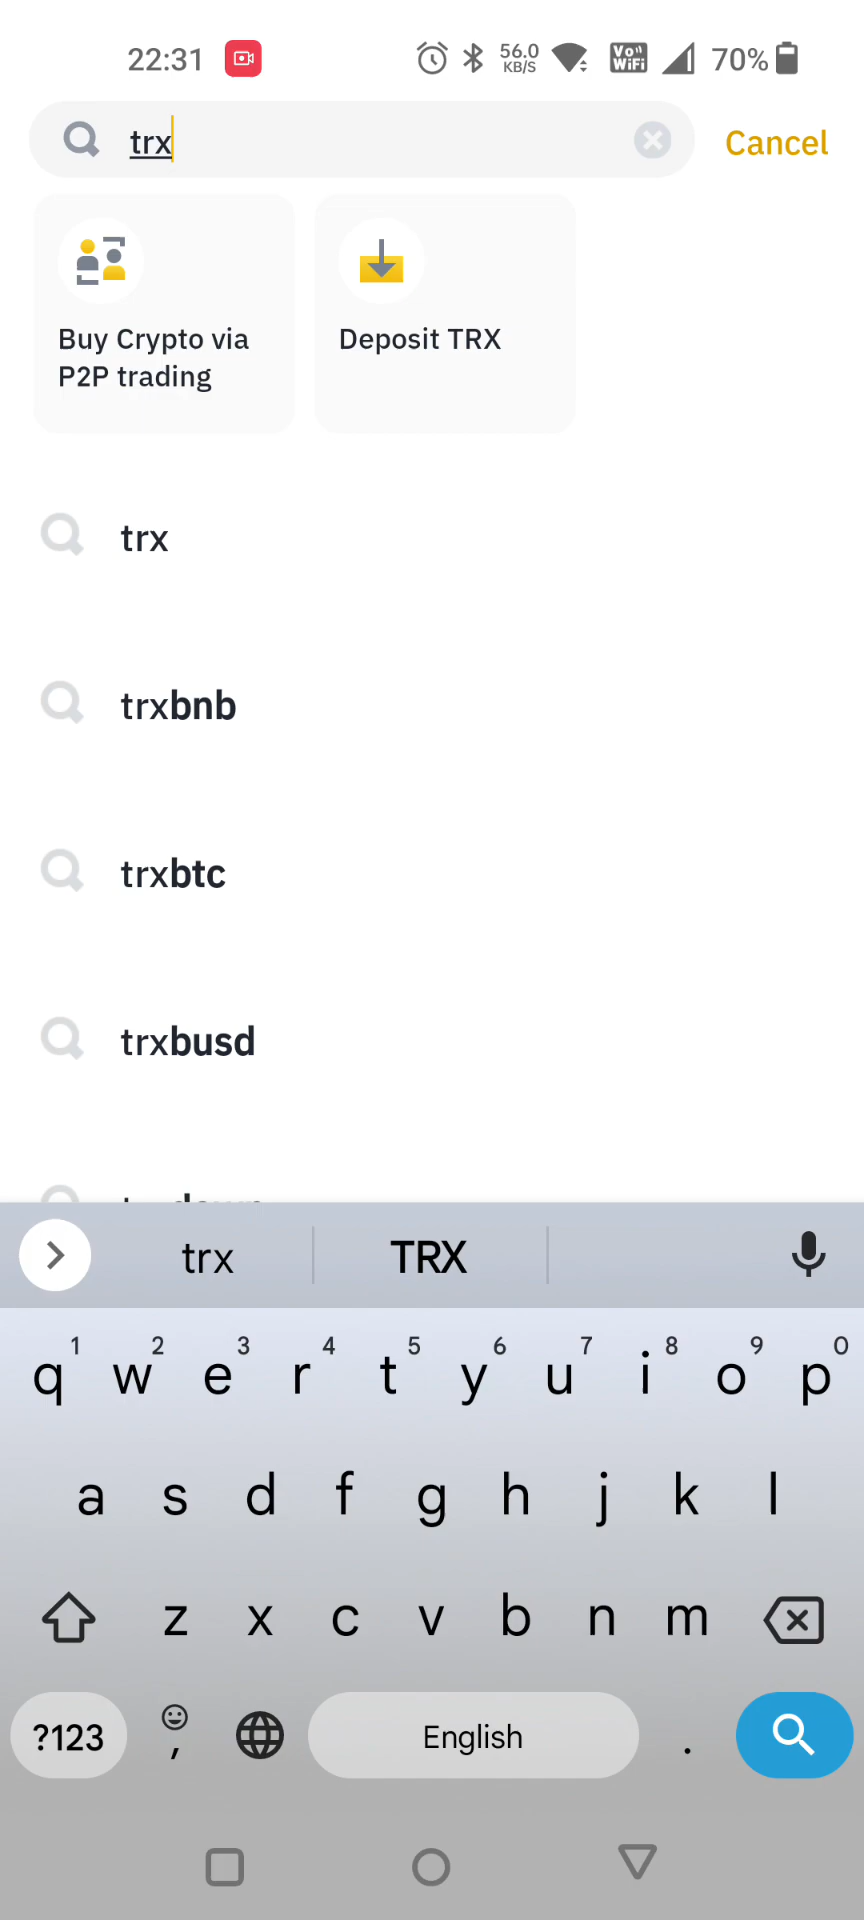 22:31 56.0 KB/S Vo WiFi 70%
trx Cancel
Buy Crypto via
P2P trading
Deposit TRX
trx
trxbnb
trxbtc
trxbusd
trx TRX
1 2 3 4 5 6 7 8 9 0
q w e r t y u i o p
a s d f g h j k l
z x c v b n m
?123 , English .